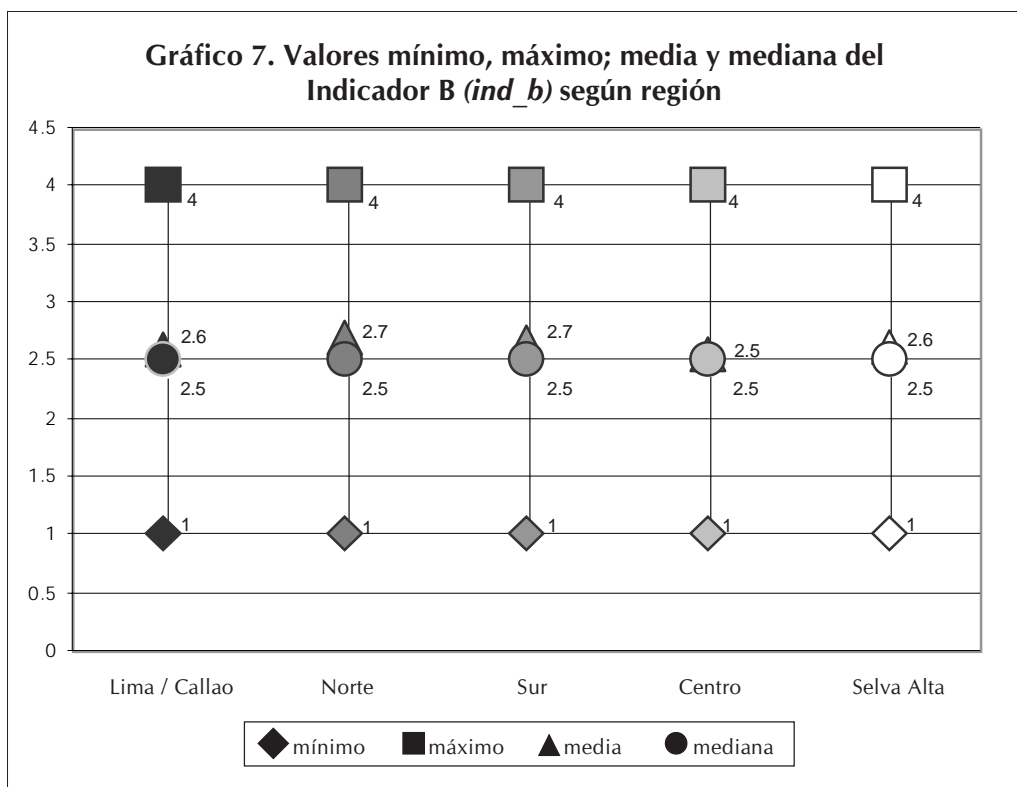 Gráfico 7. Valores mínimo, máximo; media y mediana del
Indicador B (ind_b) según región
4.5
4
4 4 4 4 4
3.5
3
2.6 2.7 2.7 2.5 2.6
2.5
2.5 2.5 2.5 2.5 2.5
2
1.5
1 1 1 1 1
1
0.5
0
Lima / Callao Norte Sur Centro Selva Alta
mínimo máximo media mediana